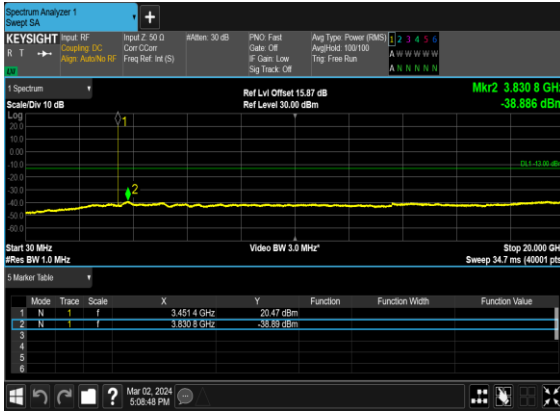 Spectrum Analyzer 1
Swept SA
+
KEYSIGHT
R T
LXI
Input: RF
Coupling: DC
Align: Auto/No RF
Input Z: 50 Ω
Corr CCorr
Freq Ref: Int (S)
#Atten: 30 dB
PNO: Fast
Gate: Off
IF Gain: Low
Sig Track: Off
Avg Type: Power (RMS)
Avg|Hold: 100/100
Trig: Free Run
1 2 3 4 5 6
A W W W W W
A N N N N N
1 Spectrum
Scale/Div 10 dB
Ref Lvl Offset 15.87 dB
Ref Level 30.00 dBm
Mkr2 3.830 8 GHz
-38.886 dBm
Log
20.0
10.0
0.00
-10.0
-20.0
-30.0
-40.0
-50.0
-60.0
1
2
DL1 -13.00 dBm
Start 30 MHz
#Res BW 1.0 MHz
Video BW 3.0 MHz*
Stop 20.000 GHz
Sweep 34.7 ms (40001 pts)
5 Marker Table
Mode Trace Scale X Y Function Function Width Function Value
1 N 1 f 3.451 4 GHz 20.47 dBm
2 N 1 f 3.830 8 GHz -38.89 dBm
3
4
5
6
?
Mar 02, 2024
5:08:48 PM